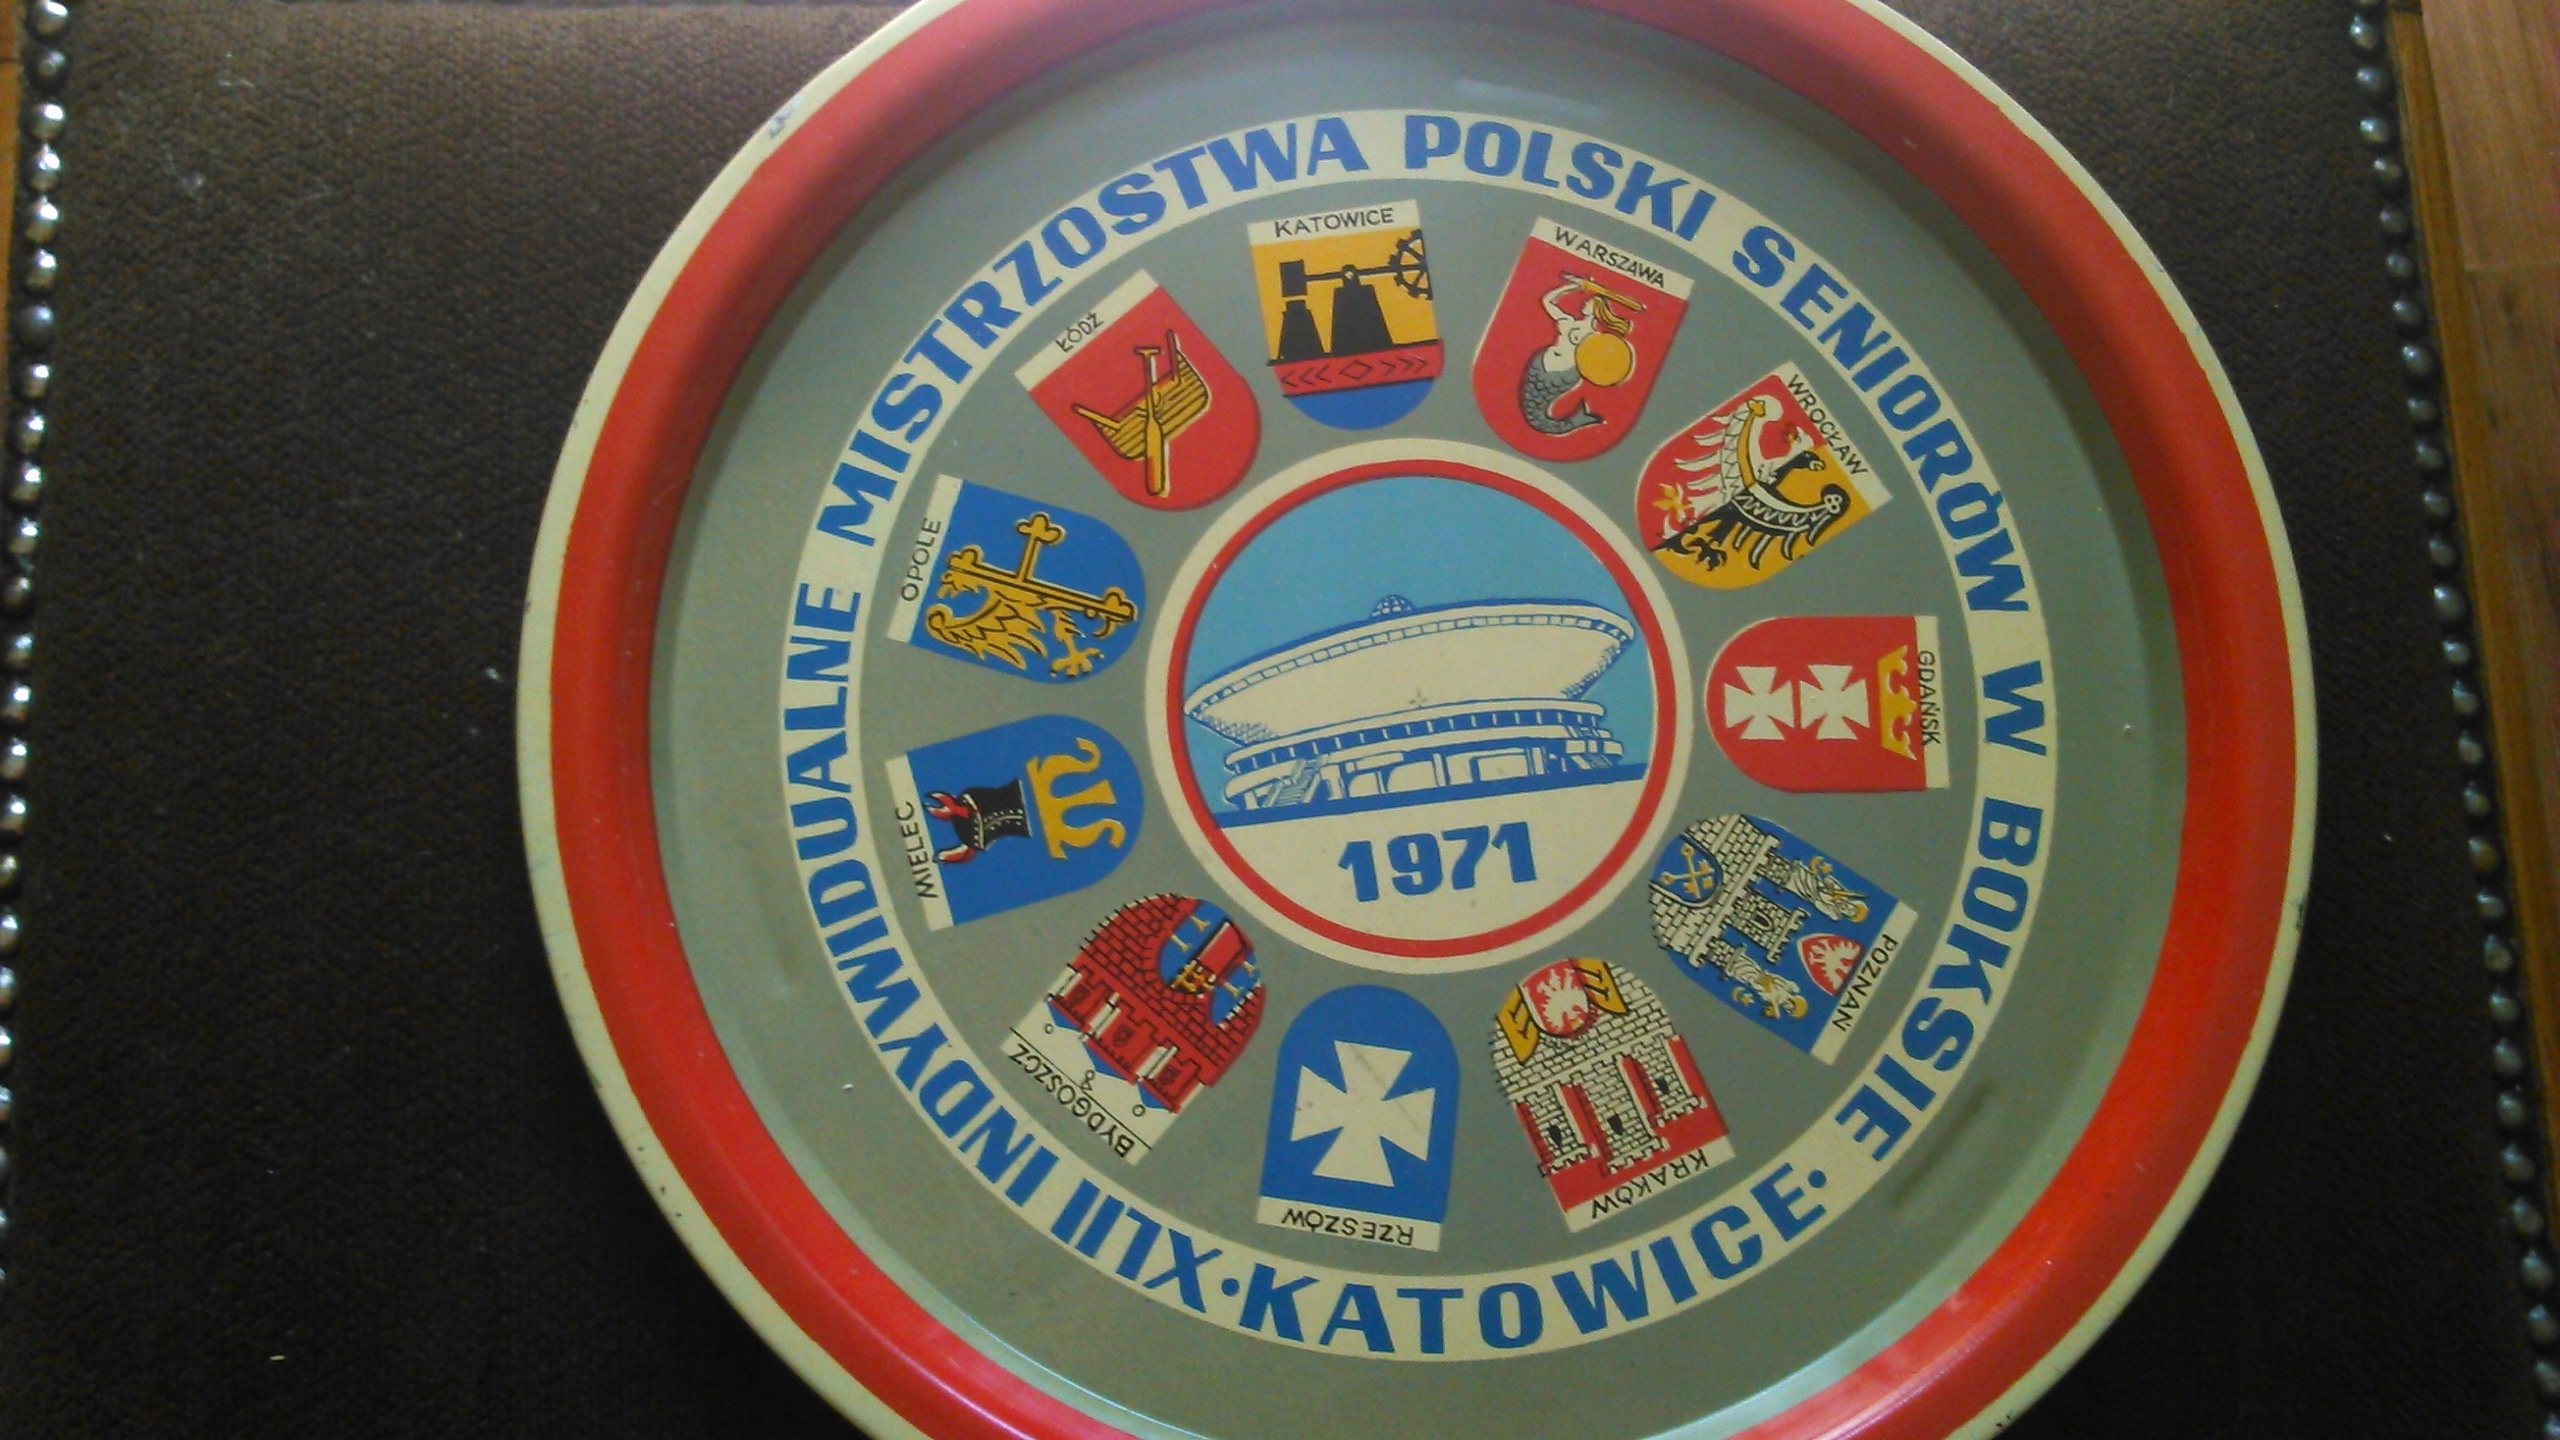 XLII INDYWIDUALNE MISTRZOSTWA POLSKI SENIORÓW W BOKSIE · KATOWICE ·
KATOWICE
WARSZAWA
WROCŁAW
GDAŃSK
POZNAŃ
KRAKÓW
RZESZÓW
BYDGOSZCZ
MIELEC
OPOLE
ŁÓDŹ
1971